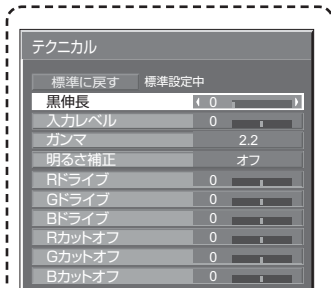 テクニカル
標準に戻す 標準設定中
黒伸長 0
入力レベル 0
ガンマ 2.2
明るさ補正 オフ
Rドライブ 0
Gドライブ 0
Bドライブ 0
Rカットオフ 0
Gカットオフ 0
Bカットオフ 0